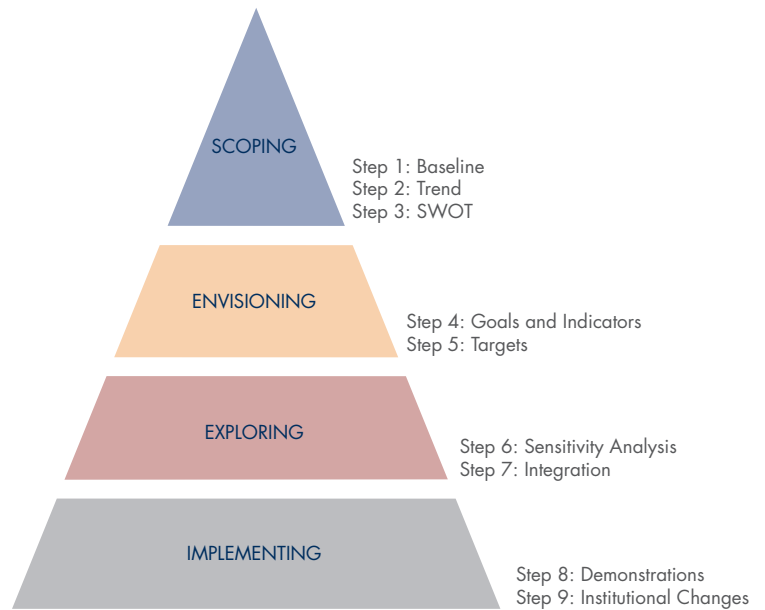 SCOPING
Step 1: Baseline
Step 2: Trend
Step 3: SWOT
ENVISIONING
Step 4: Goals and Indicators
Step 5: Targets
EXPLORING
Step 6: Sensitivity Analysis
Step 7: Integration
IMPLEMENTING
Step 8: Demonstrations
Step 9: Institutional Changes